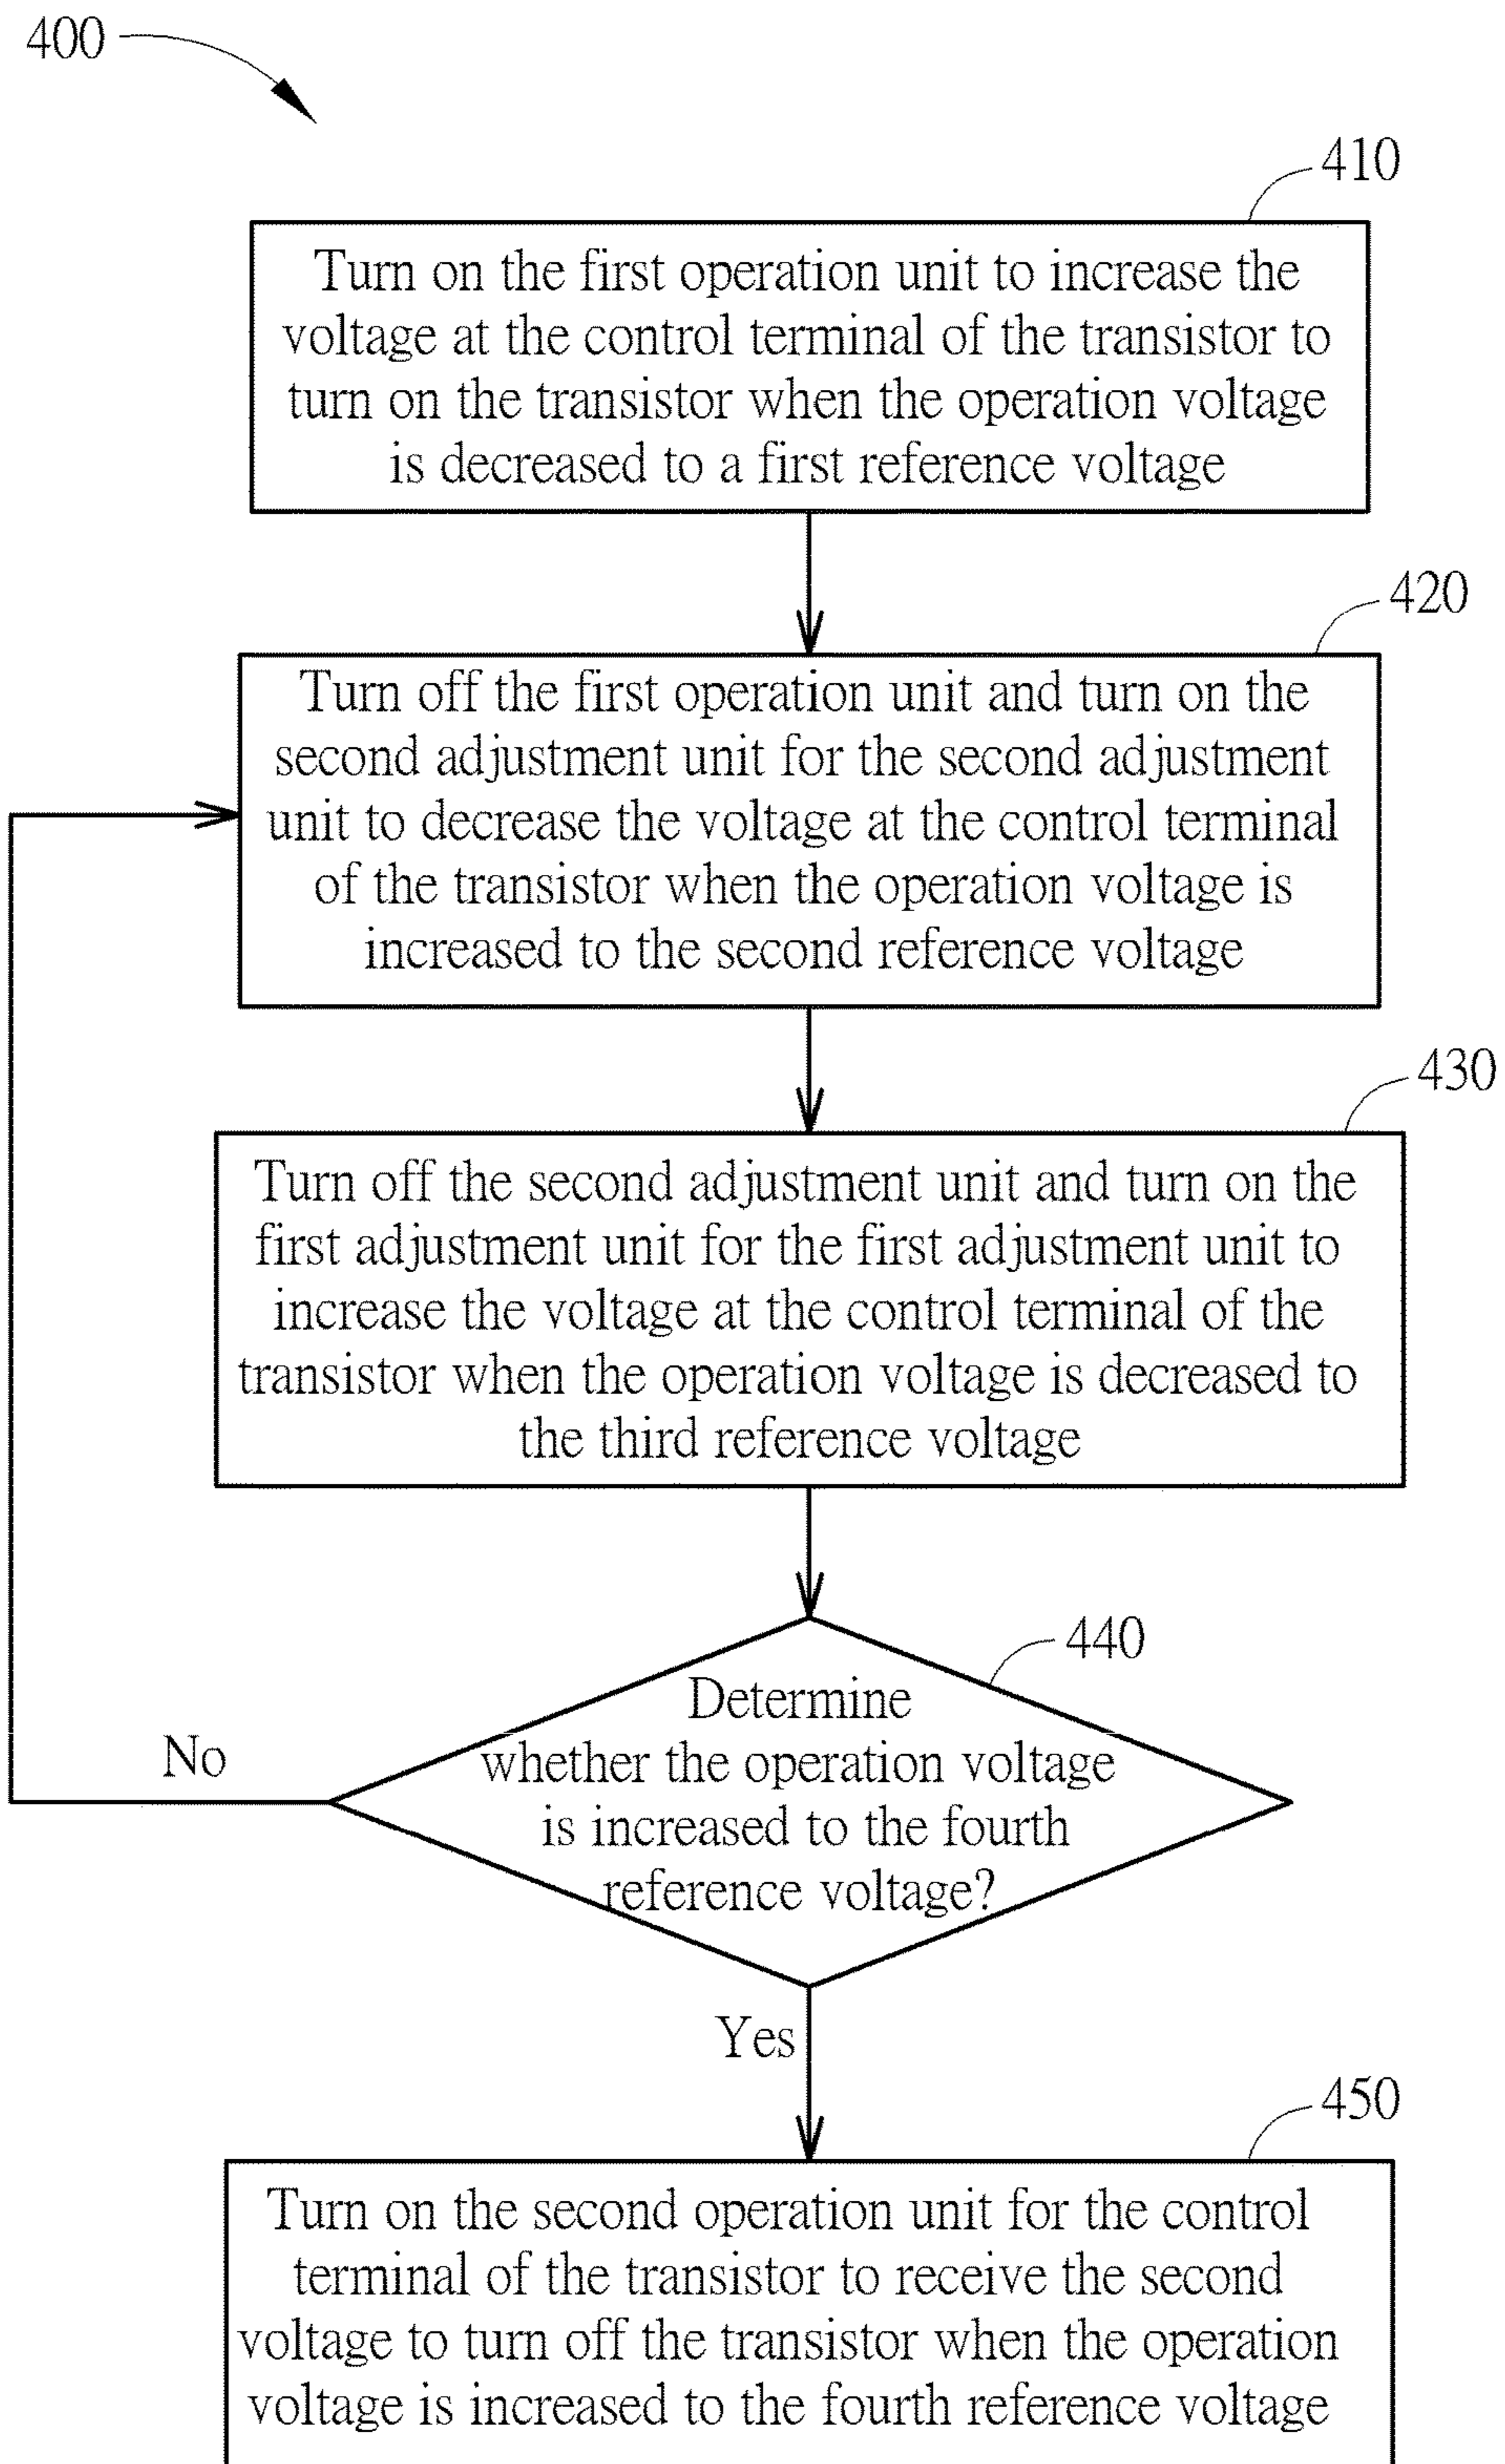 400
410
Turn on the first operation unit to increase the
voltage at the control terminal of the transistor to
turn on the transistor when the operation voltage
is decreased to a first reference voltage
420
Turn off the first operation unit and turn on the
second adjustment unit for the second adjustment
unit to decrease the voltage at the control terminal
of the transistor when the operation voltage is
increased to the second reference voltage
430
Turn off the second adjustment unit and turn on the
first adjustment unit for the first adjustment unit to
increase the voltage at the control terminal of the
transistor when the operation voltage is decreased to
the third reference voltage
440
Determine
whether the operation voltage
is increased to the fourth
reference voltage?
No
Yes
450
Turn on the second operation unit for the control
terminal of the transistor to receive the second
voltage to turn off the transistor when the operation
voltage is increased to the fourth reference voltage